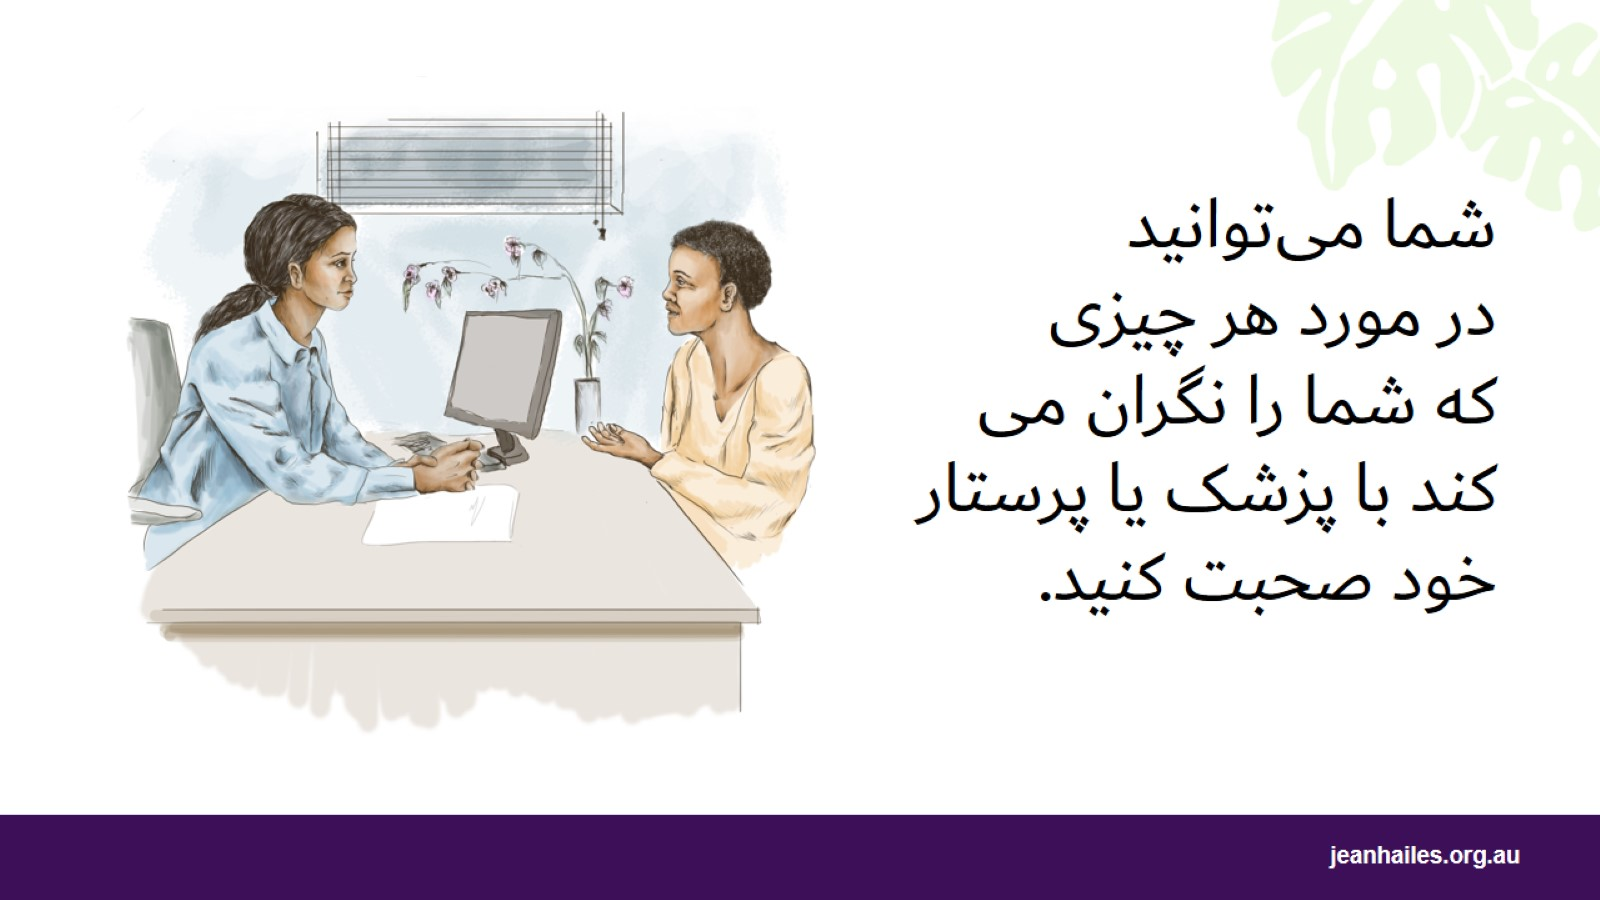 شما می‌توانید
در مورد هر چیزی
که شما را نگران می
کند با پزشک یا پرستار
خود صحبت کنید.
jeanhailes.org.au